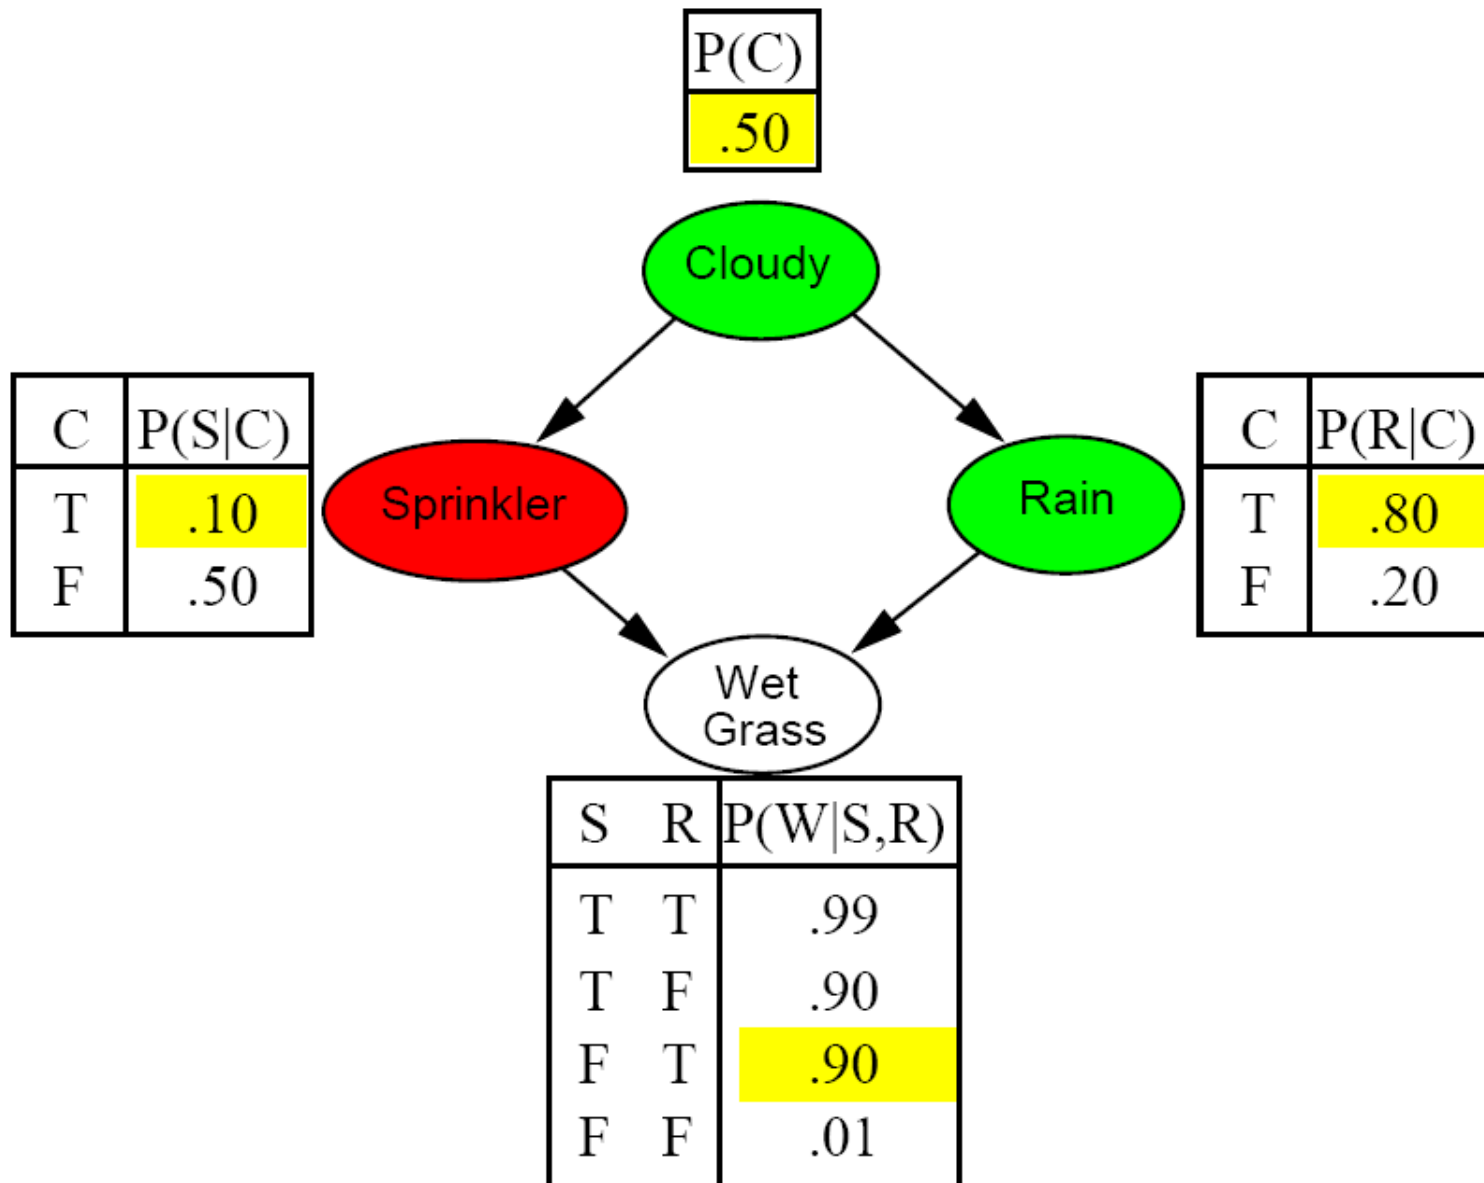 P(C)
.50
Cloudy
C P(S|C)
T .10
F .50
Sprinkler
Rain
C P(R|C)
T .80
F .20
Wet
Grass
S R P(W|S,R)
T T .99
T F .90
F T .90
F F .01